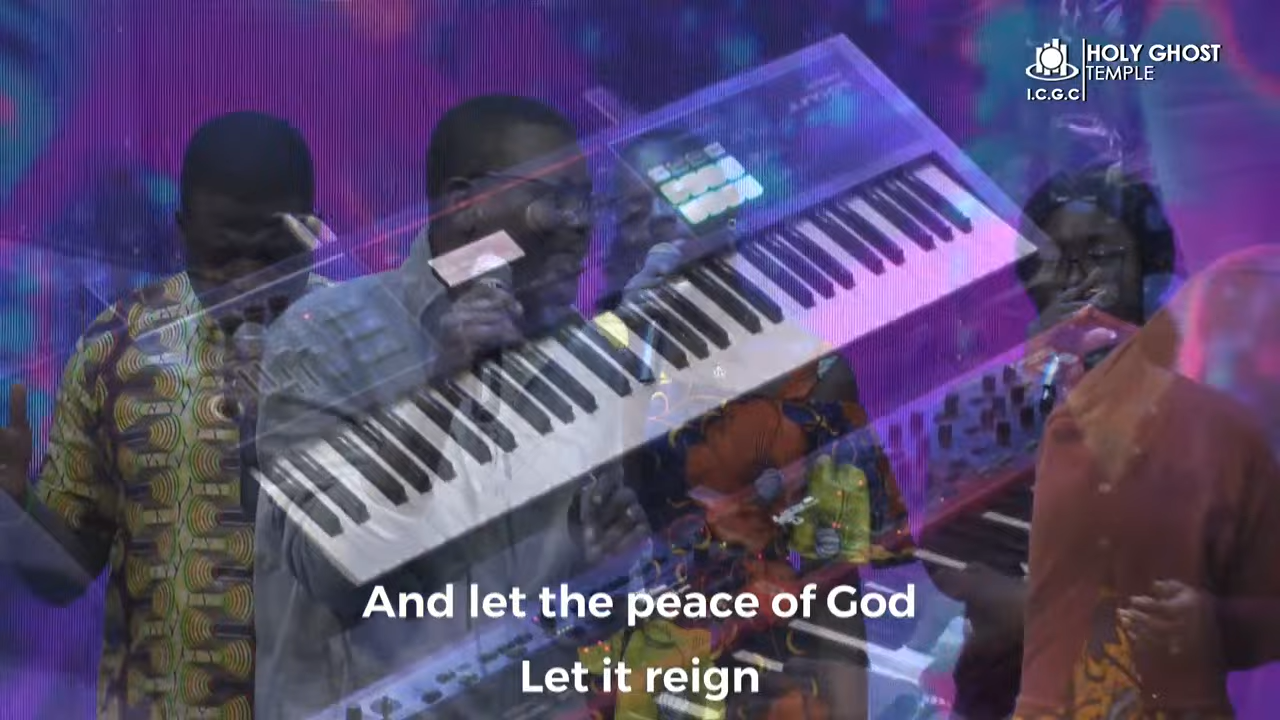 HOLY GHOST
TEMPLE
I.C.G.C
And let the peace of God
Let it reign